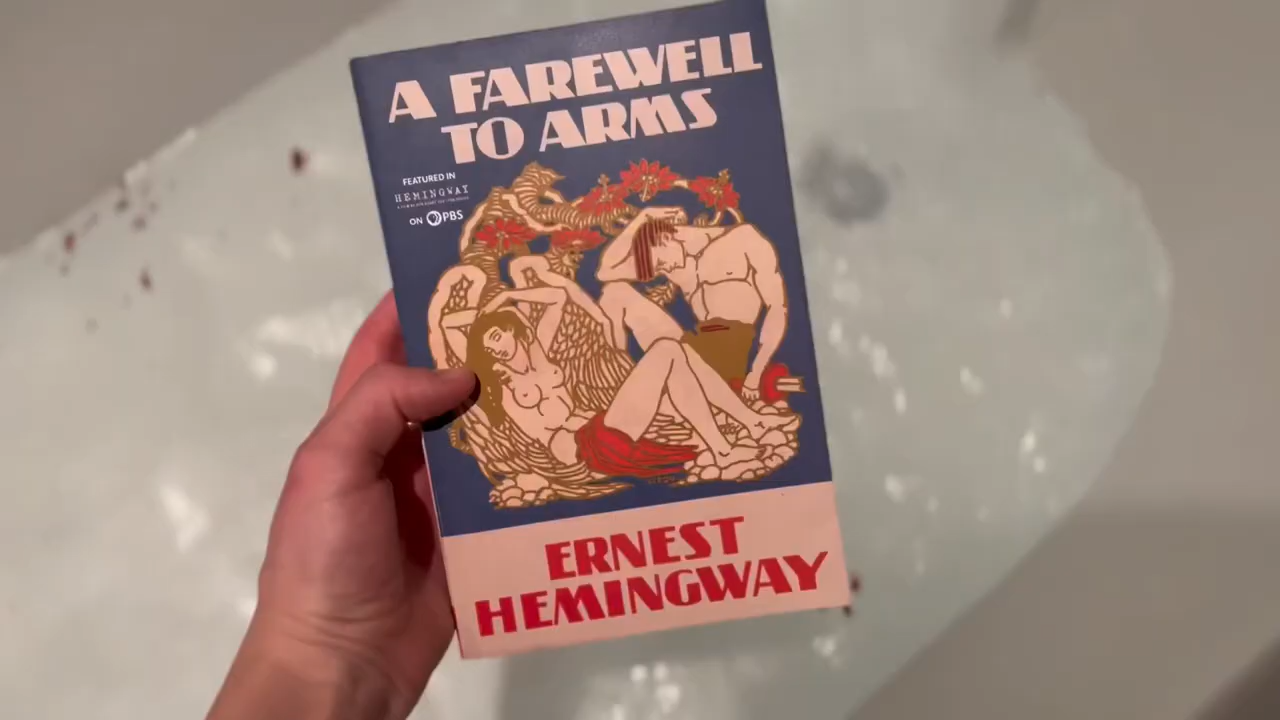 A FAREWELL
TO ARMS
FEATURED IN
HEMINGWAY
ON PBS
ERNEST
HEMINGWAY